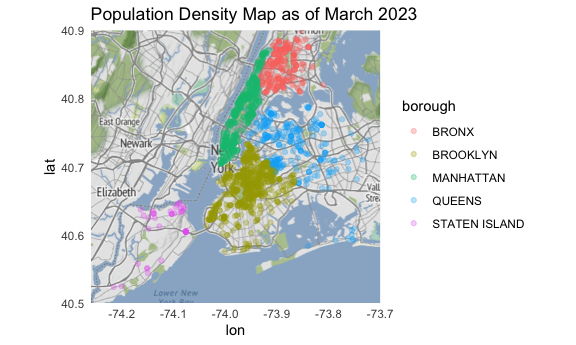 Population Density Map as of March 2023
40.9
40.8
40.7
40.6
40.5
lat
Vernon
East Orange
Newark
York
Elizabeth
Vall
Strea
Lower New
York Bay
-74.2
-74.1
-74.0
-73.9
-73.8
-73.7
lon
borough
BRONX
BROOKLYN
MANHATTAN
QUEENS
STATEN ISLAND